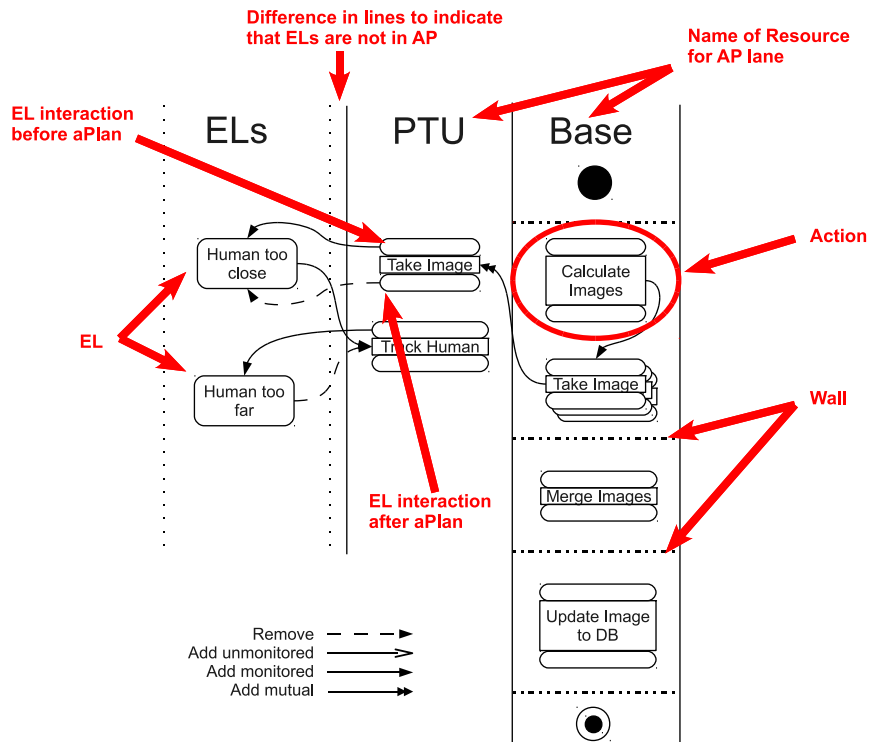 Difference in lines to indicate
that ELs are not in AP
Name of Resource
for AP lane
EL interaction
before aPlan
ELs
PTU
Base
Action
Human too
close
Take Image
Calculate
Images
EL
Track Human
Human too
far
Take Image
Wall
EL interaction
after aPlan
Merge Images
Update Image
to DB
Remove
Add unmonitored
Add monitored
Add mutual